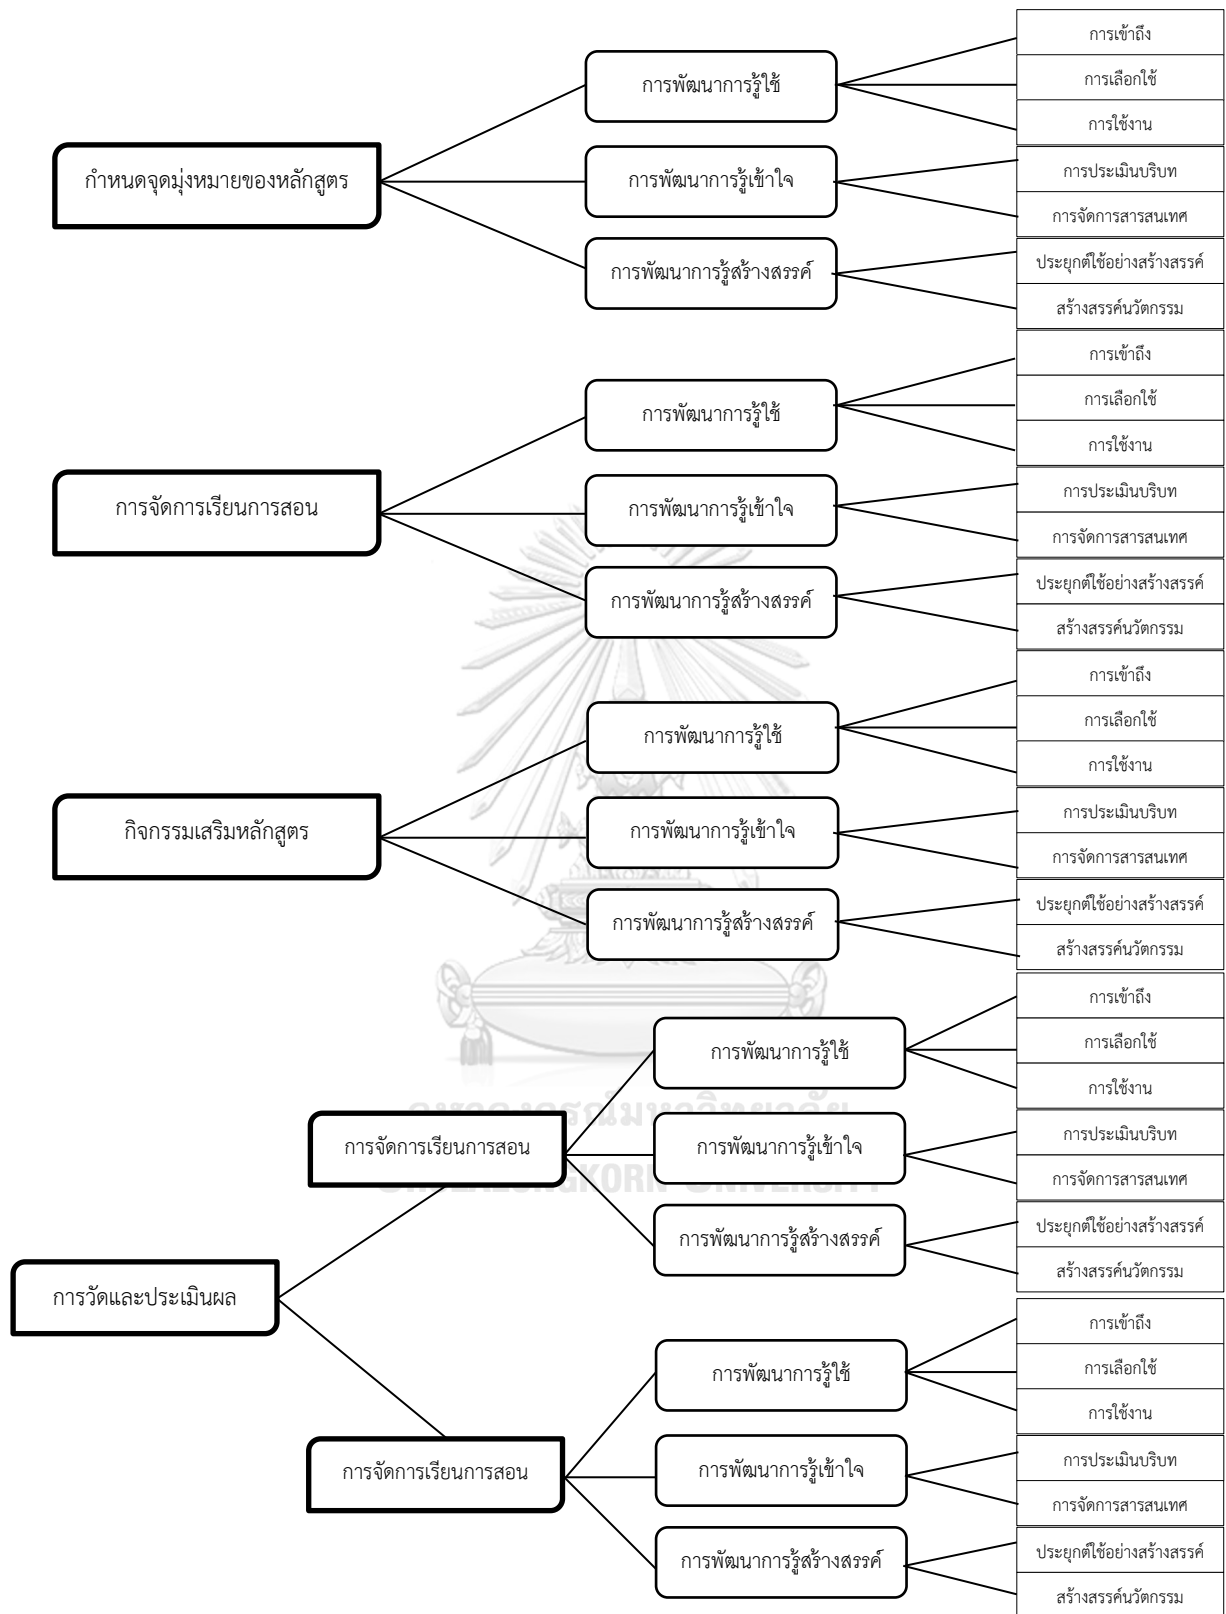 กำหนดจุดมุ่งหมายของหลักสูตร
การพัฒนาการรู้ใช้
การเข้าถึง
การเลือกใช้
การใช้งาน
การพัฒนาการรู้เข้าใจ
การประเมินบริบท
การจัดการสารสนเทศ
การพัฒนาการรู้สร้างสรรค์
ประยุกต์ใช้อย่างสร้างสรรค์
สร้างสรรค์นวัตกรรม
การจัดการเรียนการสอน
การพัฒนาการรู้ใช้
การเข้าถึง
การเลือกใช้
การใช้งาน
การพัฒนาการรู้เข้าใจ
การประเมินบริบท
การจัดการสารสนเทศ
การพัฒนาการรู้สร้างสรรค์
ประยุกต์ใช้อย่างสร้างสรรค์
สร้างสรรค์นวัตกรรม
กิจกรรมเสริมหลักสูตร
การพัฒนาการรู้ใช้
การเข้าถึง
การเลือกใช้
การใช้งาน
การพัฒนาการรู้เข้าใจ
การประเมินบริบท
การจัดการสารสนเทศ
การพัฒนาการรู้สร้างสรรค์
ประยุกต์ใช้อย่างสร้างสรรค์
สร้างสรรค์นวัตกรรม
การวัดและประเมินผล
การจัดการเรียนการสอน
การพัฒนาการรู้ใช้
การเข้าถึง
การเลือกใช้
การใช้งาน
การพัฒนาการรู้เข้าใจ
การประเมินบริบท
การจัดการสารสนเทศ
การพัฒนาการรู้สร้างสรรค์
ประยุกต์ใช้อย่างสร้างสรรค์
สร้างสรรค์นวัตกรรม
การจัดการเรียนการสอน
การพัฒนาการรู้ใช้
การเข้าถึง
การเลือกใช้
การใช้งาน
การพัฒนาการรู้เข้าใจ
การประเมินบริบท
การจัดการสารสนเทศ
การพัฒนาการรู้สร้างสรรค์
ประยุกต์ใช้อย่างสร้างสรรค์
สร้างสรรค์นวัตกรรม